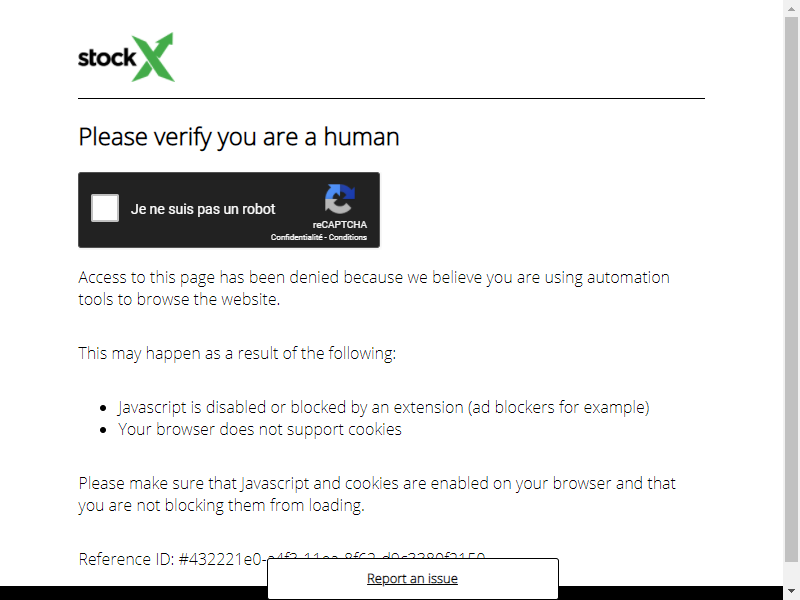 stockX
Please verify you are a human
Je ne suis pas un robot
reCAPTCHA
Confidentialité - Conditions
Access to this page has been denied because we believe you are using automation
tools to browse the website.
This may happen as a result of the following:
Javascript is disabled or blocked by an extension (ad blockers for example)
Your browser does not support cookies
Please make sure that Javascript and cookies are enabled on your browser and that
you are not blocking them from loading.
Reference ID:
Report an issue